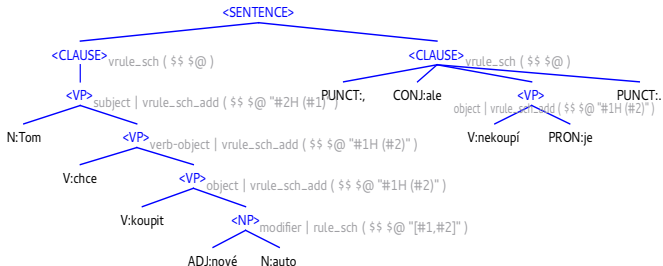 <SENTENCE>
<CLAUSE> vrule_sch ( $$ $@ ) <CLAUSE> vrule_sch ( $$ $@ )
<VP> subject | vrule_sch_add ( $$ $@ "#2H (#1)" ) PUNCT:, CONJ:ale <VP> PUNCT:.
object | vrule_sch_add ( $$ $@ "#1H (#2)" )
N:Tom <VP> verb-object | vrule_sch_add ( $$ $@ "#1H (#2)" ) V:nekoupí PRON:je
V:chce <VP> object | vrule_sch_add ( $$ $@ "#1H (#2)" )
V:koupit <NP> modifier | rule_sch ( $$ $@ "[#1,#2]" )
ADJ:nové N:auto